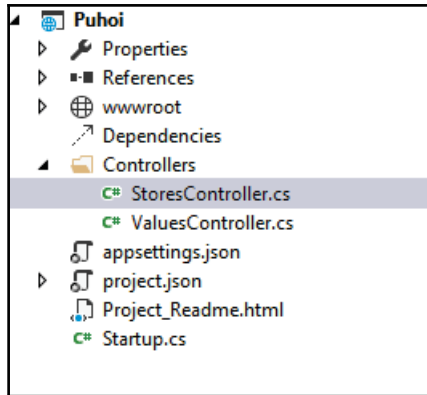 Puhoi
Properties
References
wwwroot
Dependencies
Controllers
C# StoresController.cs
C# ValuesController.cs
appsettings.json
project.json
Project_Readme.html
C# Startup.cs